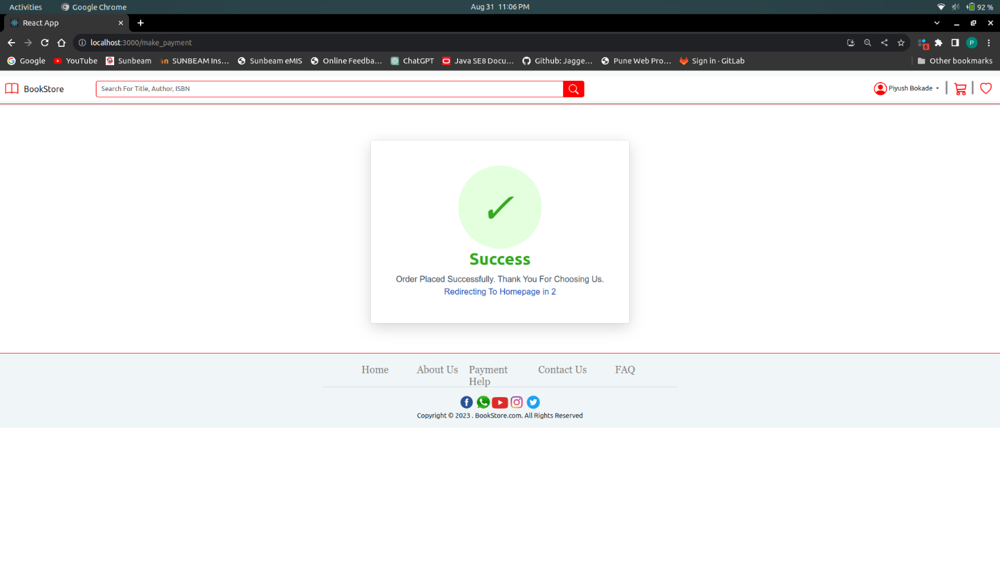 Activities Google Chrome Aug 31 11:06 PM 92 %
React App
localhost:3000/make_payment P
Google YouTube Sunbeam SUNBEAM Ins... Sunbeam eMIS Online Feedba... ChatGPT Java SE8 Docu... Github: Jagge... Pune Web Pro... Sign in · GitLab Other bookmarks
BookStore Search For Title, Author, ISBN Piyush Bokade
Success
Order Placed Successfully. Thank You For Choosing Us.
Redirecting To Homepage in 2
Home About Us Payment Help Contact Us FAQ
Copyright © 2023 . BookStore.com. All Rights Reserved